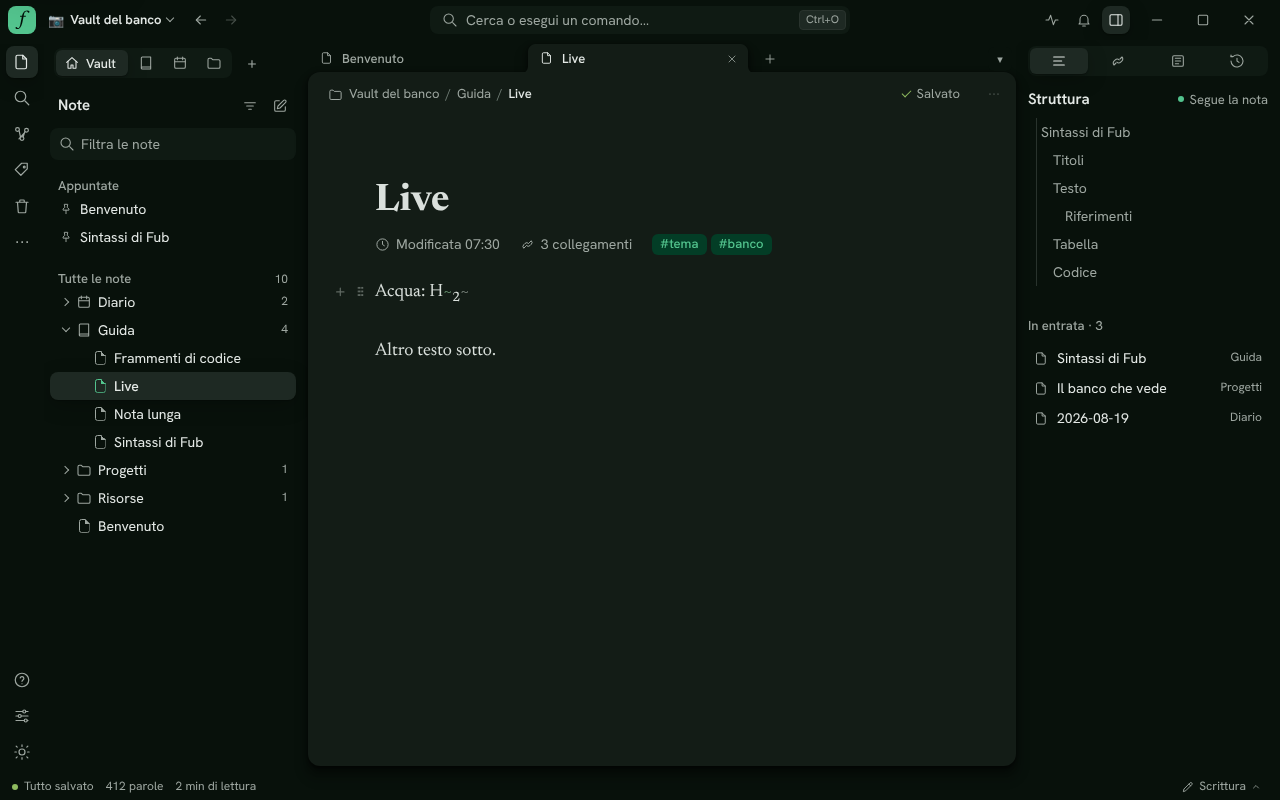 f
Vault del banco
Cerca o esegui un comando...
Ctrl+O
Vault
Benvenuto
Live
Note
Filtra le note
Appuntate
Benvenuto
Sintassi di Fub
Tutte le note 10
Diario 2
Guida 4
Frammenti di codice
Live
Nota lunga
Sintassi di Fub
Progetti 1
Risorse 1
Benvenuto
Vault del banco / Guida / Live
Salvato
Live
Modificata 07:30 3 collegamenti #tema #banco
Acqua: H~2~
Altro testo sotto.
Struttura Segue la nota
Sintassi di Fub
Titoli
Testo
Riferimenti
Tabella
Codice
In entrata · 3
Sintassi di Fub Guida
Il banco che vede Progetti
2026-08-19 Diario
Tutto salvato 412 parole 2 min di lettura
Scrittura